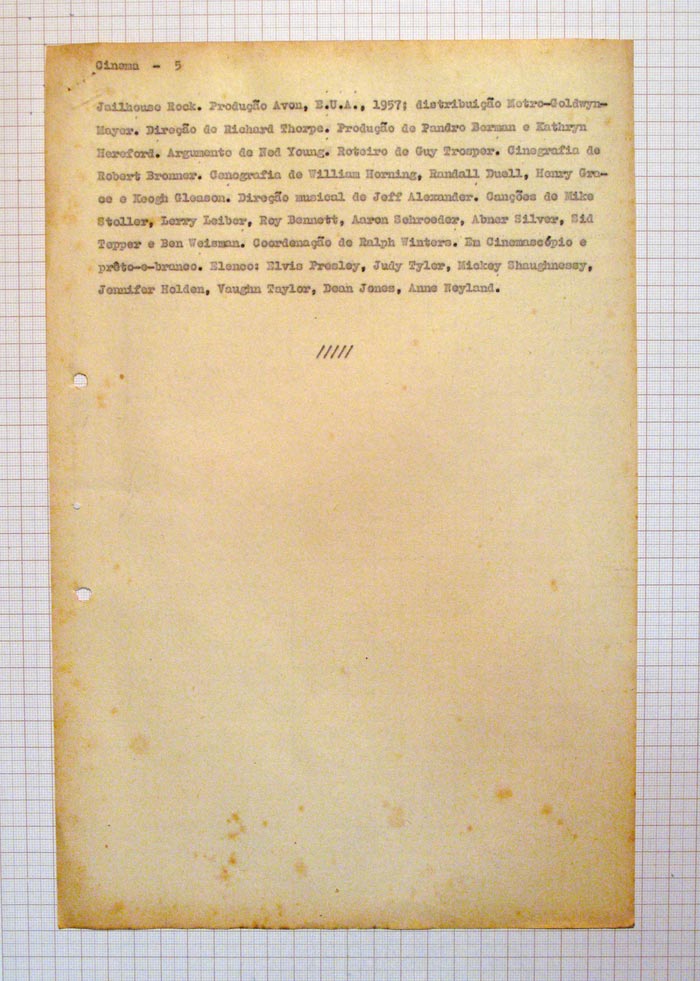 Cinema - 5
Jailhouse Rock. Produção Avon, E.U.A., 1957; distribuição Metro-Goldwyn-
Mayer. Direção de Richard Thorpe. Produção de Pandro Berman e Kathryn
Hereford. Argumento de Ned Young. Roteiro de Guy Trosper. Cinegrafia de
Robert Bronner. Cenografia de William Horning, Randall Duell, Henry Gra-
ce e Keogh Gleason. Direção musical de Jeff Alexander. Canções de Mike
Stoller, Lerry Leiber, Roy Bennett, Aaron Schroeder, Abner Silver, Sid
Tepper e Ben Weisman. Coordenação de Ralph Winters. Em Cinemascópio e
prêto-e-branco. Elenco: Elvis Presley, Judy Tyler, Mickey Shaughnessy,
Jennifer Holden, Vaughn Taylor, Dean Jones, Anne Neyland.
/////